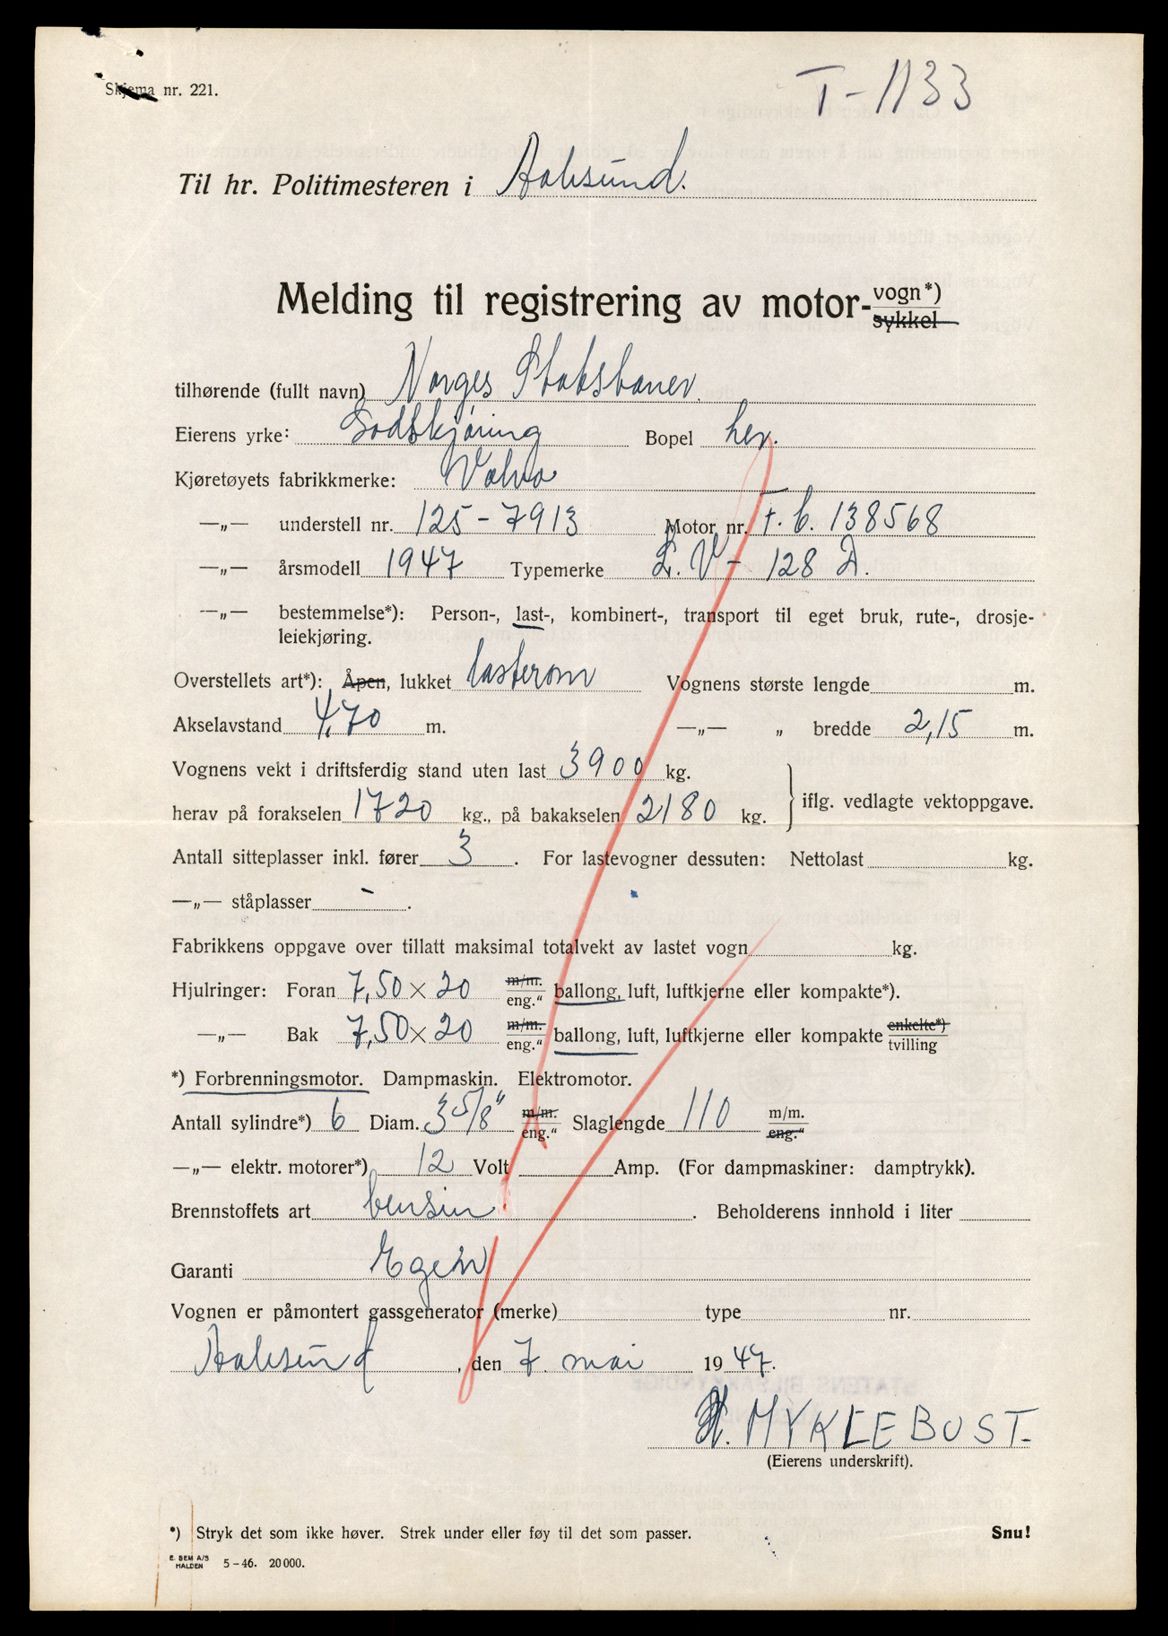 Skjema nr. 221.
T-1133
Til hr. Politimesteren i Aalesund.
Melding til registrering av motor-vogn*)
sykkel
tilhørende (fullt navn) Norges Statsbaner.
Eierens yrke: Godskjøring Bopel her.
Kjøretøyets fabrikkmerke: Volvo
—„— understell nr. 125-7913 Motor nr. F.b. 138568
—„— årsmodell 1947 Typemerke L.V- 128 D.
—„— bestemmelse*): Person-, last-, kombinert-, transport til eget bruk, rute-, drosje-
leiekjøring.
Overstellets art*): Åpen, lukket lasterom Vognens største lengde m.
Akselavstand 4,70 m. —„— „ bredde 2,15 m.
Vognens vekt i driftsferdig stand uten last 3900 kg.
herav på forakselen 1720 kg., på bakakselen 2180 kg. iflg. vedlagte vektoppgave.
Antall sitteplasser inkl. fører 3. For lastevogner dessuten: Nettolast kg.
—„— ståplasser - .
Fabrikkens oppgave over tillatt maksimal totalvekt av lastet vogn kg.
Hjulringer: Foran 7,50 × 20 m/m. eng.“ ballong, luft, luftkjerne eller kompakte*).
—„— Bak 7,50 × 20 m/m. eng.“ ballong, luft, luftkjerne eller kompakte enkelte*) tvilling
*) Forbrenningsmotor. Dampmaskin. Elektromotor.
Antall sylindre*) 6 Diam. 3 5/8" m/m. eng.“ Slaglengde 110 m/m. eng.“
—„— elektr. motorer*) 12 Volt Amp. (For dampmaskiner: damptrykk).
Brennstoffets art bensin. Beholderens innhold i liter
Garanti Egen
Vognen er påmontert gassgenerator (merke) type nr.
Aalesund, den 7. mai 1947.
H. MYKLEBUST.
(Eierens underskrift).
*) Stryk det som ikke høver. Strek under eller føy til det som passer. Snu!
E. SEM A/S
HALDEN 5-46. 20000.